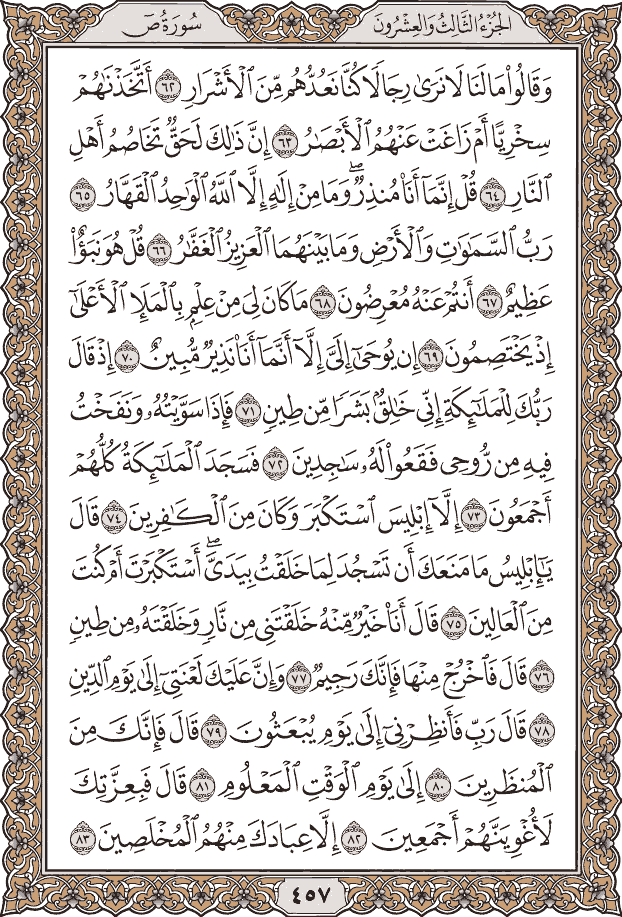 الجُزْءُ الثَّالِثُ وَالعِشْرُونَ
سُورَةُ صٓ
وَقَالُواْ مَا لَنَا لَا نَرَىٰ رِجَالًا كُنَّا نَعُدُّهُم مِّنَ ٱلْأَشْرَارِ ٦٢ أَتَّخَذْنَٰهُمْ
سِخْرِيًّا أَمْ زَاغَتْ عَنْهُمُ ٱلْأَبْصَٰرُ ٦٣ إِنَّ ذَٰلِكَ لَحَقٌّ تَخَاصُمُ أَهْلِ
ٱلنَّارِ ٦٤ قُلْ إِنَّمَآ أَنَا۠ مُنذِرٌ ۖ وَمَا مِنْ إِلَٰهٍ إِلَّا ٱللَّهُ ٱلْوَٰحِدُ ٱلْقَهَّارُ ٦٥
رَبُّ ٱلسَّمَٰوَٰتِ وَٱلْأَرْضِ وَمَا بَيْنَهُمَا ٱلْعَزِيزُ ٱلْغَفَّٰرُ ٦٦ قُلْ هُوَ نَبَؤٌاْ
عَظِيمٌ ٦٧ أَنتُمْ عَنْهُ مُعْرِضُونَ ٦٨ مَا كَانَ لِىَ مِنْ عِلْمٍۭ بِٱلْمَلَإِ ٱلْأَعْلَىٰٓ
إِذْ يَخْتَصِمُونَ ٦٩ إِن يُوحَىٰٓ إِلَىَّ إِلَّآ أَنَّمَآ أَنَا۠ نَذِيرٌ مُّبِينٌ ٧٠ إِذْ قَالَ
رَبُّكَ لِلْمَلَٰٓئِكَةِ إِنِّى خَٰلِقٌۢ بَشَرًا مِّن طِينٍ ٧١ فَإِذَا سَوَّيْتُهُۥ وَنَفَخْتُ
فِيهِ مِن رُّوحِى فَقَعُواْ لَهُۥ سَٰجِدِينَ ٧٢ فَسَجَدَ ٱلْمَلَٰٓئِكَةُ كُلُّهُمْ
أَجْمَعُونَ ٧٣ إِلَّآ إِبْلِيسَ ٱسْتَكْبَرَ وَكَانَ مِنَ ٱلْكَٰفِرِينَ ٧٤ قَالَ
يَٰٓإِبْلِيسُ مَا مَنَعَكَ أَن تَسْجُدَ لِمَا خَلَقْتُ بِيَدَىَّ ۖ أَسْتَكْبَرْتَ أَمْ كُنتَ
مِنَ ٱلْعَالِينَ ٧٥ قَالَ أَنَا۠ خَيْرٌ مِّنْهُ خَلَقْتَنِى مِن نَّارٍ وَخَلَقْتَهُۥ مِن طِينٍ
٧٦ قَالَ فَٱخْرُجْ مِنْهَا فَإِنَّكَ رَجِيمٌ ٧٧ وَإِنَّ عَلَيْكَ لَعْنَتِىٓ إِلَىٰ يَوْمِ ٱلدِّينِ
٧٨ قَالَ رَبِّ فَأَنظِرْنِىٓ إِلَىٰ يَوْمِ يُبْعَثُونَ ٧٩ قَالَ فَإِنَّكَ مِنَ
ٱلْمُنظَرِينَ ٨٠ إِلَىٰ يَوْمِ ٱلْوَقْتِ ٱلْمَعْلُومِ ٨١ قَالَ فَبِعِزَّتِكَ
لَأُغْوِيَنَّهُمْ أَجْمَعِينَ ٨٢ إِلَّا عِبَادَكَ مِنْهُمُ ٱلْمُخْلَصِينَ ٨٣
٤٥٧